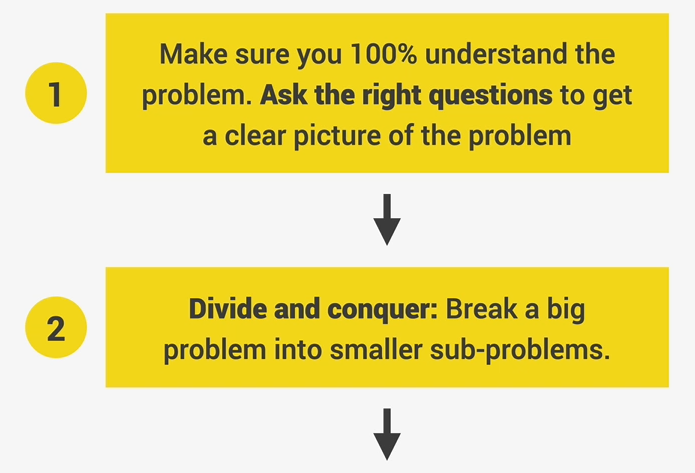 1
Make sure you 100% understand the
problem. Ask the right questions to get
a clear picture of the problem
2
Divide and conquer: Break a big
problem into smaller sub-problems.